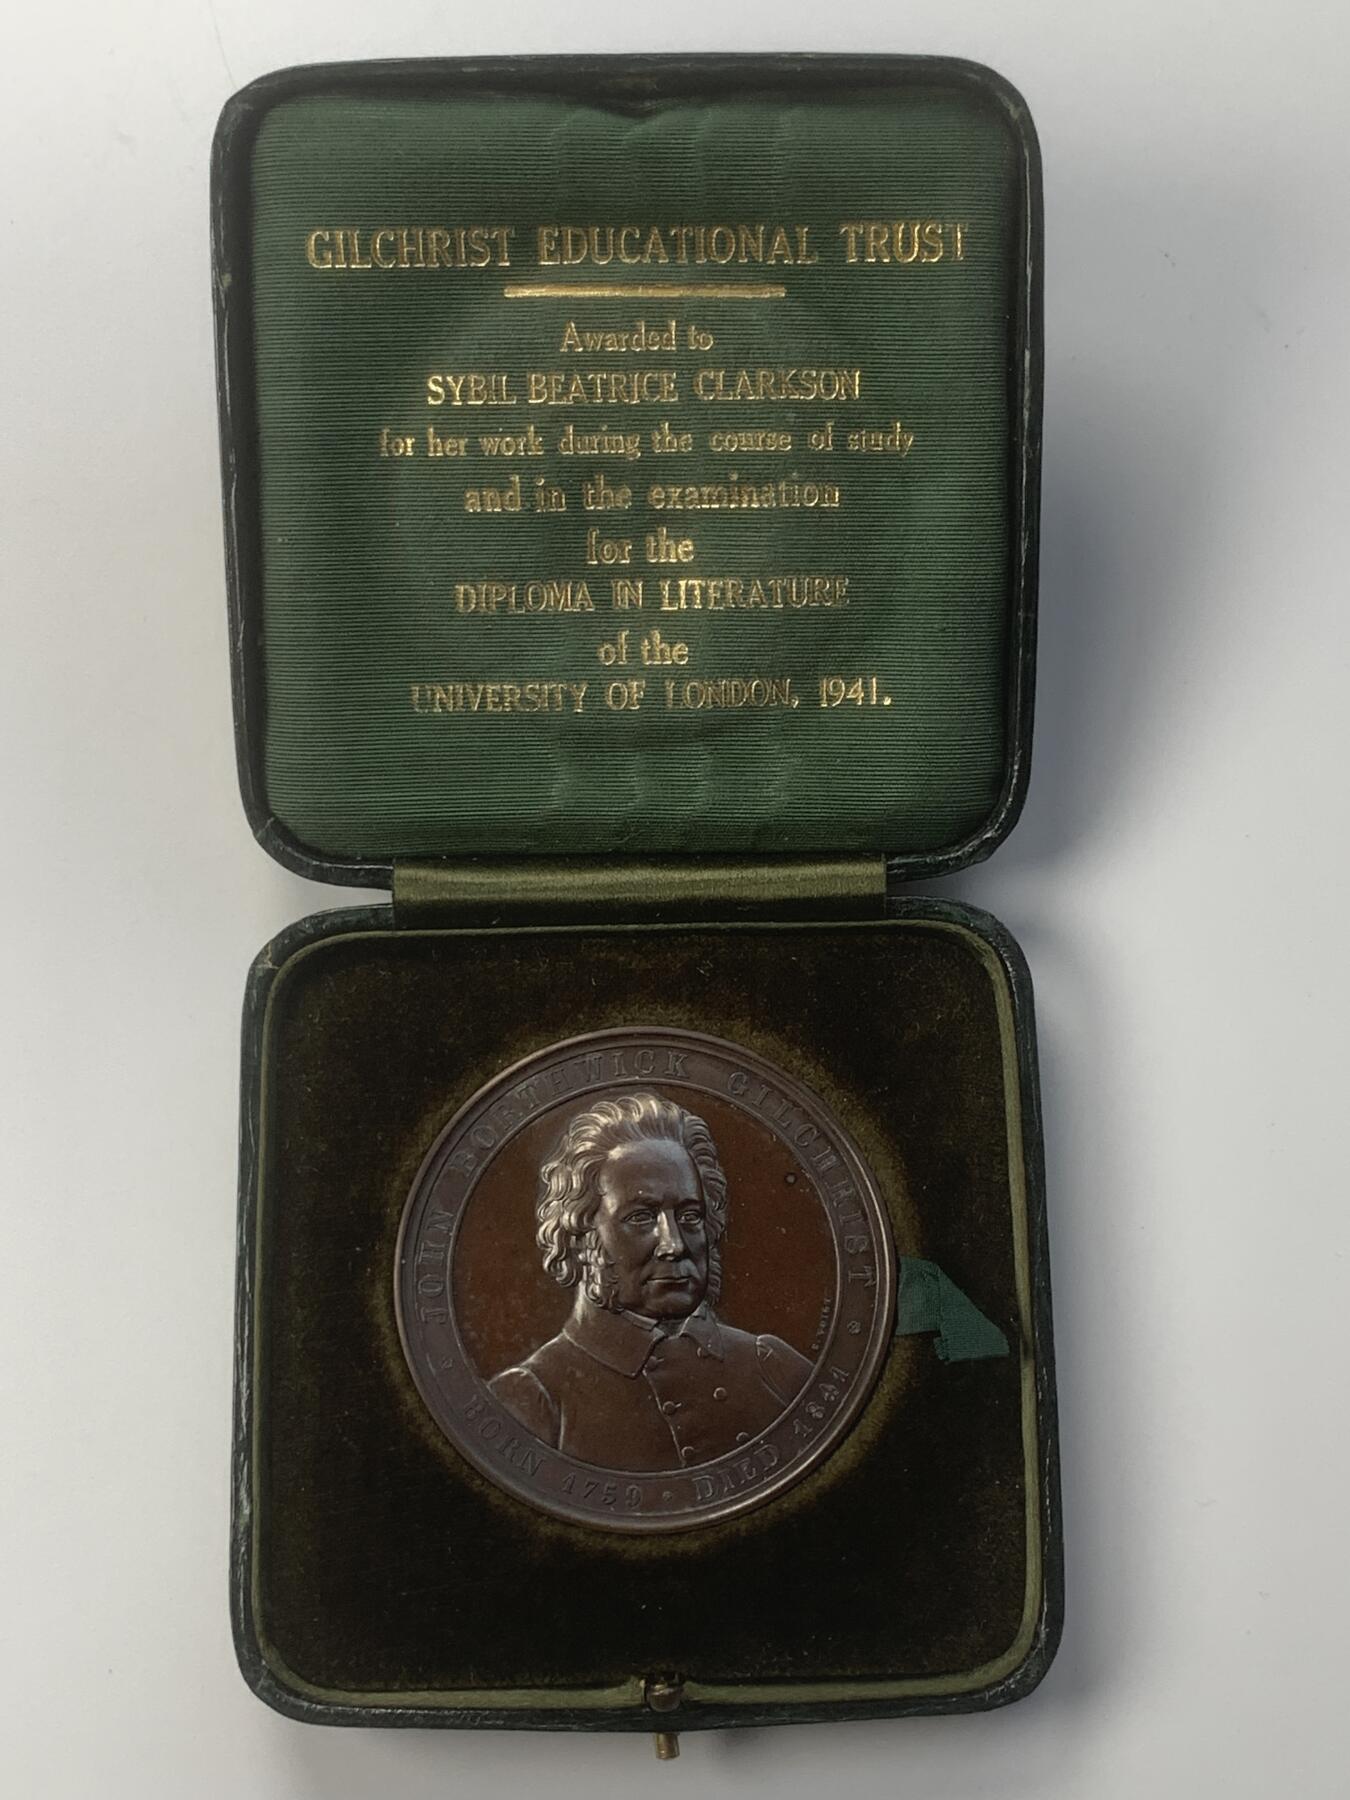 GILCHRIST EDUCATIONAL TRUST
Awarded to
SYBIL BEATRICE CLARKSON
for her work during the course of study
and in the examination
for the
DIPLOMA IN LITERATURE
of the
UNIVERSITY OF LONDON, 1941.
JOHN BORTHWICK GILCHRIST
BORN 1759 • DIED 1841
VOIGT